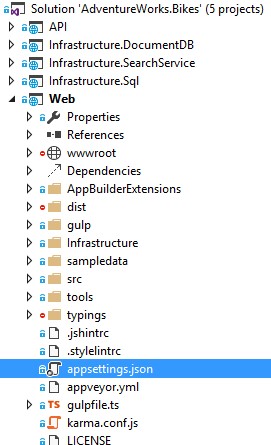 Solution 'AdventureWorks.Bikes' (5 projects)
API
Infrastructure.DocumentDB
Infrastructure.SearchService
Infrastructure.Sql
Web
Properties
References
wwwroot
Dependencies
AppBuilderExtensions
dist
gulp
Infrastructure
sampledata
src
tools
typings
.jshintrc
.stylelintrc
appsettings.json
appveyor.yml
TS gulpfile.ts
karma.conf.js
LICENSE